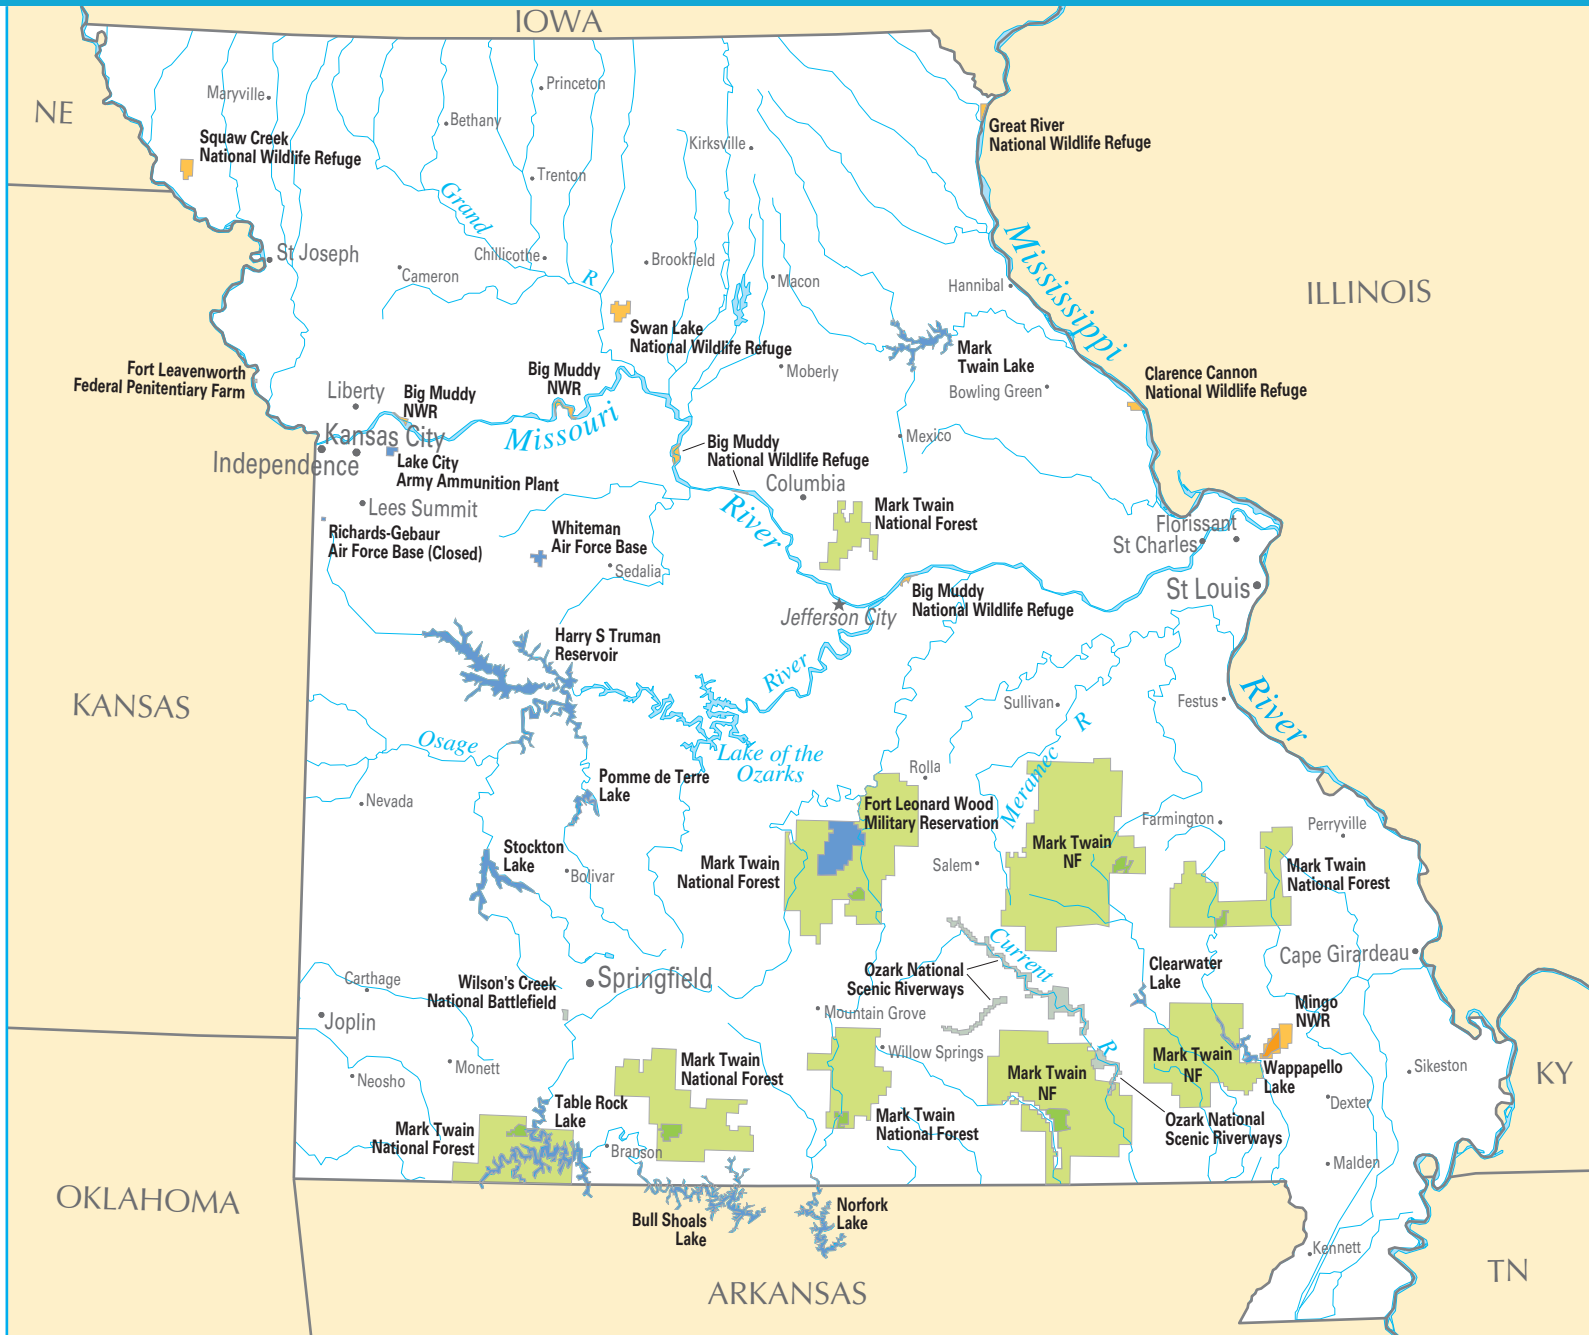 IOWA
NE
Maryville
Princeton
Bethany
Squaw Creek
National Wildlife Refuge
Great River
National Wildlife Refuge
Kirksville
Trenton
Grand
R
Mississippi
St Joseph
Chillicothe
Cameron
Brookfield
Macon
Hannibal
ILLINOIS
Swan Lake
National Wildlife Refuge
Mark
Twain Lake
Fort Leavenworth
Federal Penitentiary Farm
Liberty
Big Muddy
NWR
Big Muddy
NWR
Moberly
Bowling Green
Clarence Cannon
National Wildlife Refuge
Missouri
Kansas City
Independence
Lake City
Army Ammunition Plant
Big Muddy
National Wildlife Refuge
Mexico
Columbia
Lees Summit
River
Mark Twain
National Forest
Richards-Gebaur
Air Force Base (Closed)
Whiteman
Air Force Base
Sedalia
Florissant
St Charles
St Louis
Jefferson City
Big Muddy
National Wildlife Refuge
Harry S Truman
Reservoir
River
KANSAS
Osage
Lake of the
Ozarks
Sullivan
R
Meramec
Festus
River
Pomme de Terre
Lake
Nevada
Rolla
Fort Leonard Wood
Military Reservation
Farmington
Perryville
Stockton
Lake
Bolivar
Mark Twain
National Forest
Salem
Mark Twain
NF
Mark Twain
National Forest
Current
R
Cape Girardeau
Carthage
Wilson's Creek
National Battlefield
Springfield
Ozark National
Scenic Riverways
Clearwater
Lake
Joplin
Mountain Grove
Mingo
NWR
Monett
Neosho
Mark Twain
National Forest
Willow Springs
Mark Twain
NF
Mark Twain
NF
Wappapello
Lake
Sikeston
KY
Dexter
Table Rock
Lake
Mark Twain
National Forest
Mark Twain
National Forest
Ozark National
Scenic Riverways
Branson
Malden
OKLAHOMA
Bull Shoals
Lake
Norfork
Lake
Kennett
TN
ARKANSAS